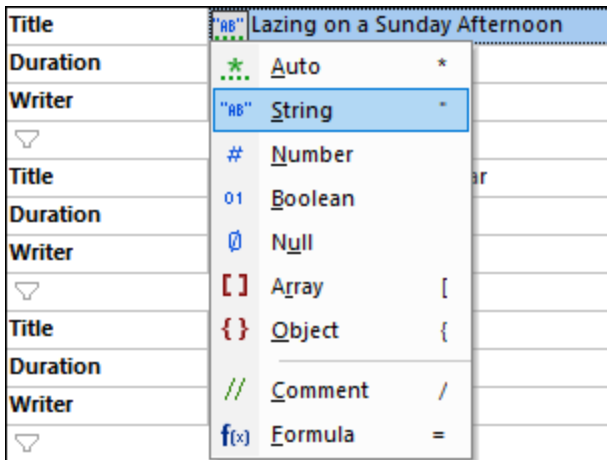 Title "AB" Lazing on a Sunday Afternoon
Duration
Writer
Title ar
Duration
Writer
Title
Duration
Writer
* Auto *
"AB" String "
# Number
01 Boolean
Ø Null
[ ] Array [
{ } Object {
// Comment /
f(x) Formula =